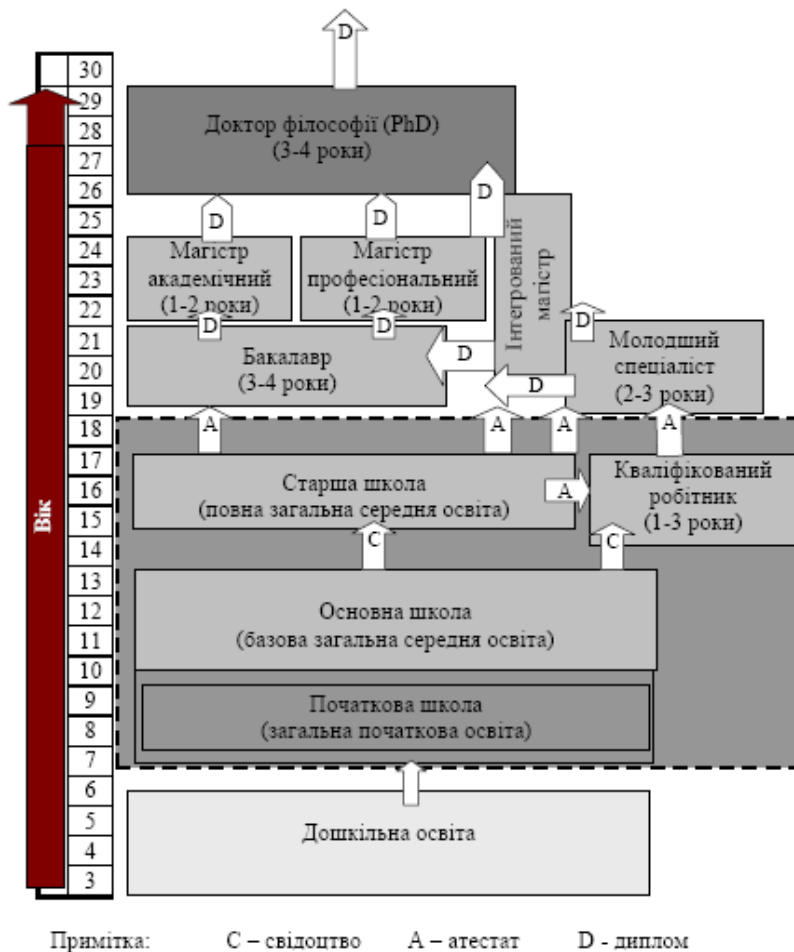 D
30
29
28
27
26
25
24
23
22
21
20
19
18
17
16
15
14
13
12
11
10
9
8
7
6
5
4
3
Вік
Доктор філософії (PhD)
(3-4 роки)
D
D
D
Магістр
академічний
(1-2 роки)
Магістр
професіональний
(1-2 роки)
Інтегрований
магістр
D
D
D
Бакалавр
(3-4 роки)
D
D
Молодший
спеціаліст
(2-3 роки)
A
A
A
A
Старша школа
(повна загальна середня освіта)
A
Кваліфікований
робітник
(1-3 роки)
C
C
Основна школа
(базова загальна середня освіта)
Початкова школа
(загальна початкова освіта)
Дошкільна освіта
Примітка: С – свідоцтво А – атестат D - диплом